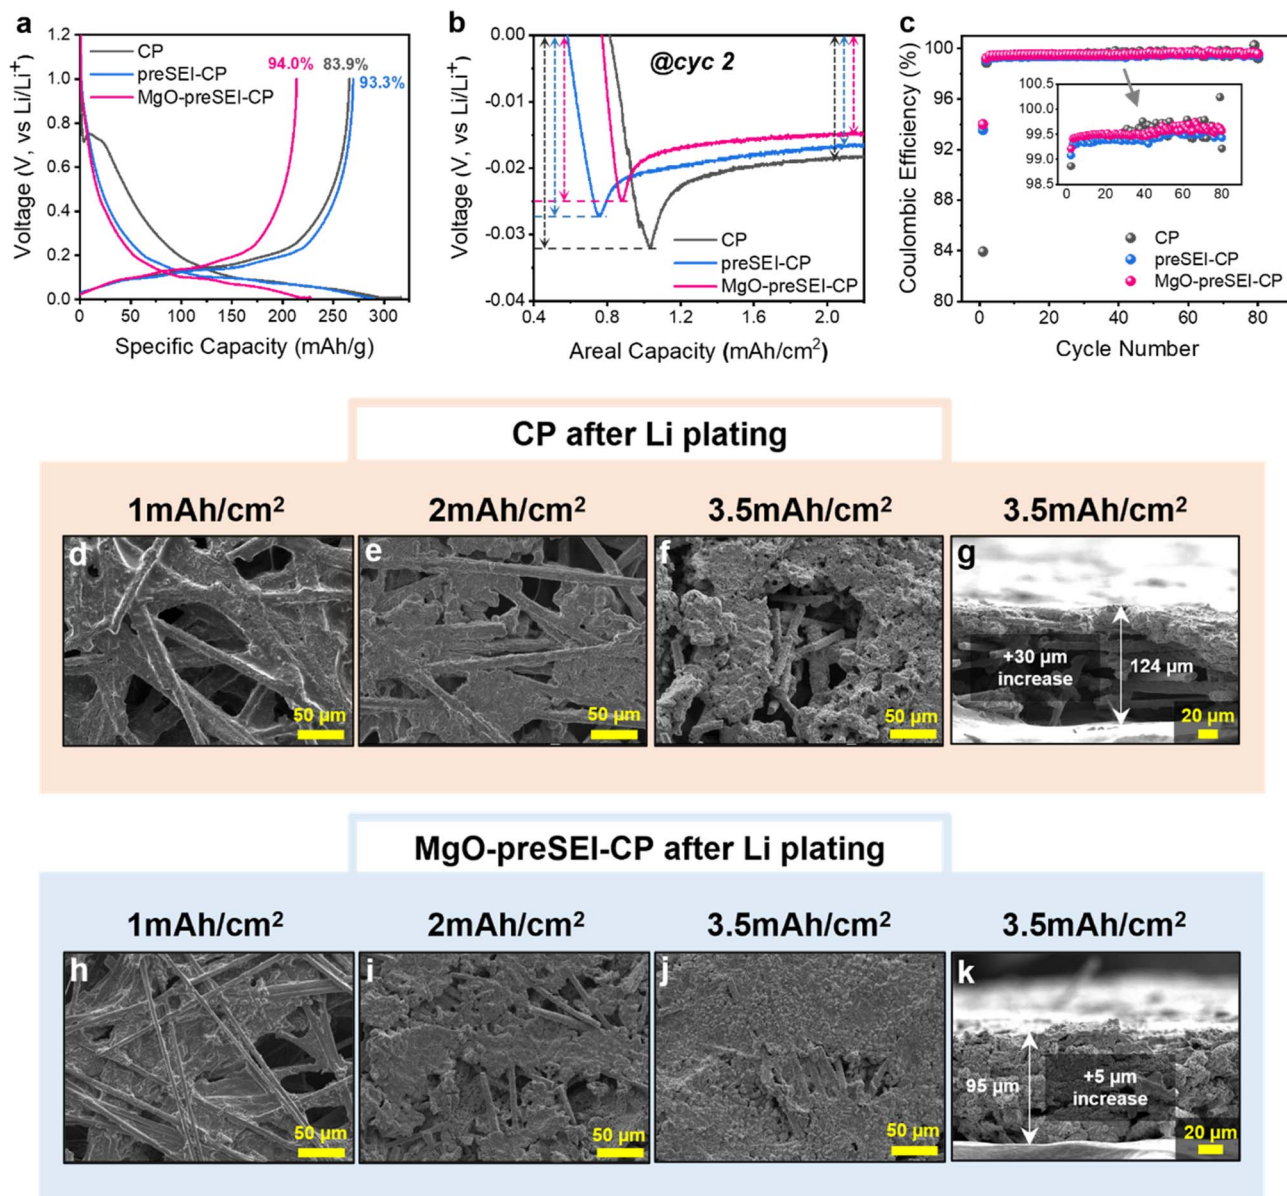 a
1.2
1.0
0.8
0.6
0.4
0.2
0.0
Voltage (V, vs Li/Li⁺)
CP
preSEI-CP
MgO-preSEI-CP
94.0%
83.9%
93.3%
0 50 100 150 200 250 300
Specific Capacity (mAh/g)
b
0.00
-0.01
-0.02
-0.03
-0.04
Voltage (V, vs Li/Li⁺)
@cyc 2
CP
preSEI-CP
MgO-preSEI-CP
0.4 0.8 1.2 1.6 2.0
Areal Capacity (mAh/cm²)
c
100
96
92
88
84
80
Coulombic Efficiency (%)
100.5
100.0
99.5
99.0
98.5
0 20 40 60 80
CP
preSEI-CP
MgO-preSEI-CP
0 20 40 60 80
Cycle Number
CP after Li plating
1mAh/cm²
2mAh/cm²
3.5mAh/cm²
3.5mAh/cm²
d
50 µm
e
50 µm
f
50 µm
g
+30 µm
increase
124 µm
20 µm
MgO-preSEI-CP after Li plating
1mAh/cm²
2mAh/cm²
3.5mAh/cm²
3.5mAh/cm²
h
50 µm
i
50 µm
j
50 µm
k
95 µm
+5 µm
increase
20 µm